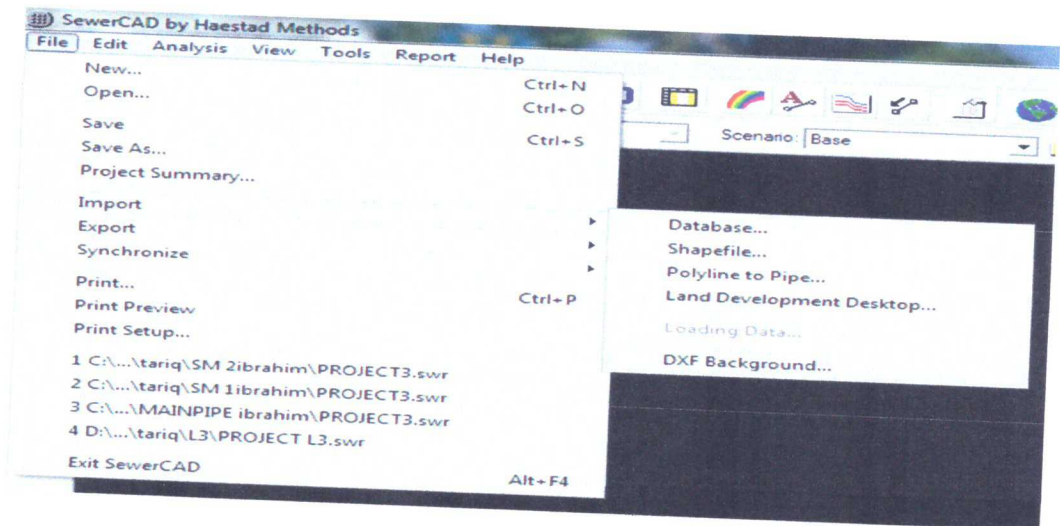 SewerCAD by Haestad Methods
File Edit Analysis View Tools Report Help
New... Ctrl+N
Open... Ctrl+O
Save Ctrl+S
Save As...
Project Summary...
Import
Export
Synchronize
Print... Ctrl+P
Print Preview
Print Setup...
1 C:\...\tariq\SM 2ibrahim\PROJECT3.swr
2 C:\...\tariq\SM 1ibrahim\PROJECT3.swr
3 C:\...\MAINPIPE ibrahim\PROJECT3.swr
4 D:\...\tariq\L3\PROJECT L3.swr
Exit SewerCAD Alt+F4
Scenario: Base
Database...
Shapefile...
Polyline to Pipe...
Land Development Desktop...
Loading Data...
DXF Background...